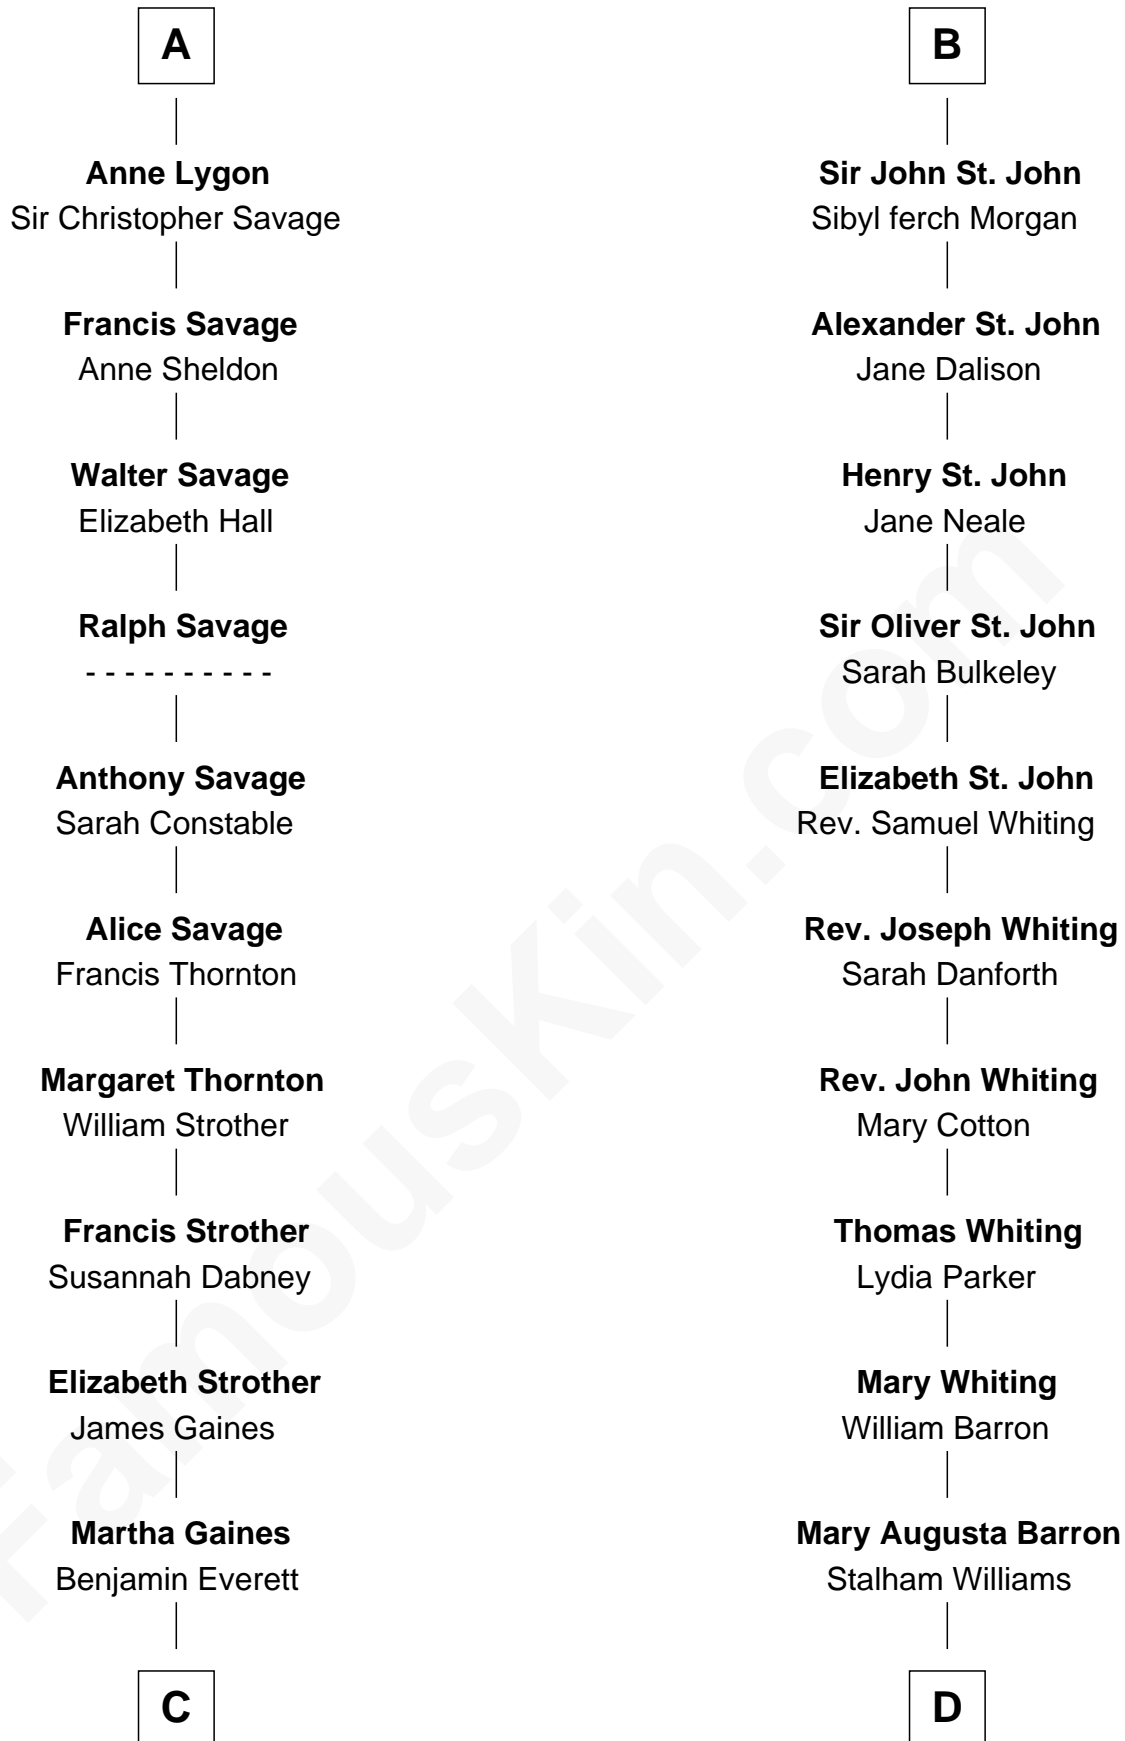 A
Anne Lygon
Sir Christopher Savage
Francis Savage
Anne Sheldon
Walter Savage
Elizabeth Hall
Ralph Savage
- - - - - - - - - -
Anthony Savage
Sarah Constable
Alice Savage
Francis Thornton
Margaret Thornton
William Strother
Francis Strother
Susannah Dabney
Elizabeth Strother
James Gaines
Martha Gaines
Benjamin Everett
C
B
Sir John St. John
Sibyl ferch Morgan
Alexander St. John
Jane Dalison
Henry St. John
Jane Neale
Sir Oliver St. John
Sarah Bulkeley
Elizabeth St. John
Rev. Samuel Whiting
Rev. Joseph Whiting
Sarah Danforth
Rev. John Whiting
Mary Cotton
Thomas Whiting
Lydia Parker
Mary Whiting
William Barron
Mary Augusta Barron
Stalham Williams
D
FamousKin.com